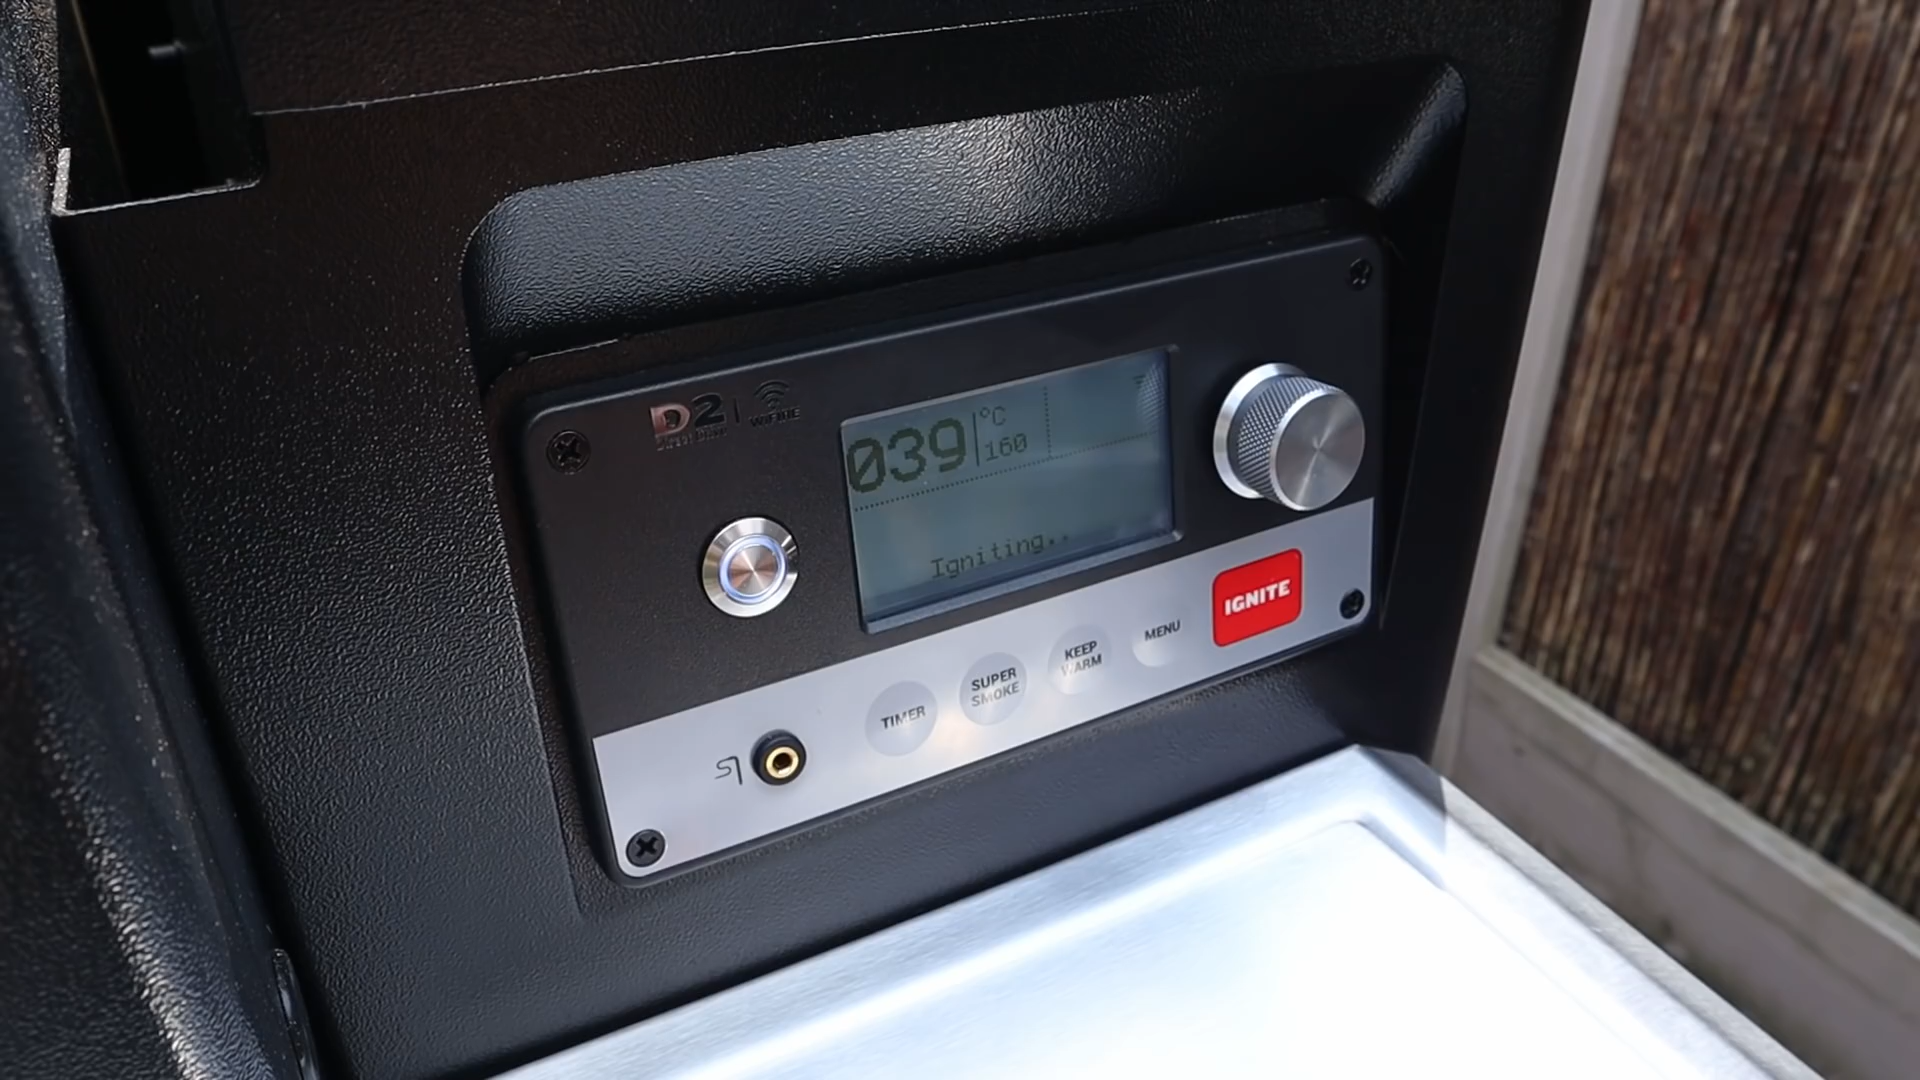 D2
WiFIRE
039 °C
160
Igniting..
IGNITE
MENU
KEEP
WARM
SUPER
SMOKE
TIMER